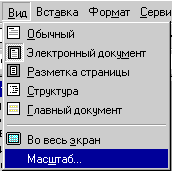 Вид Вставка Формат Серви
Обычный
Электронный документ
Разметка страницы
Структура
Главный документ
Во весь экран
Масштаб...